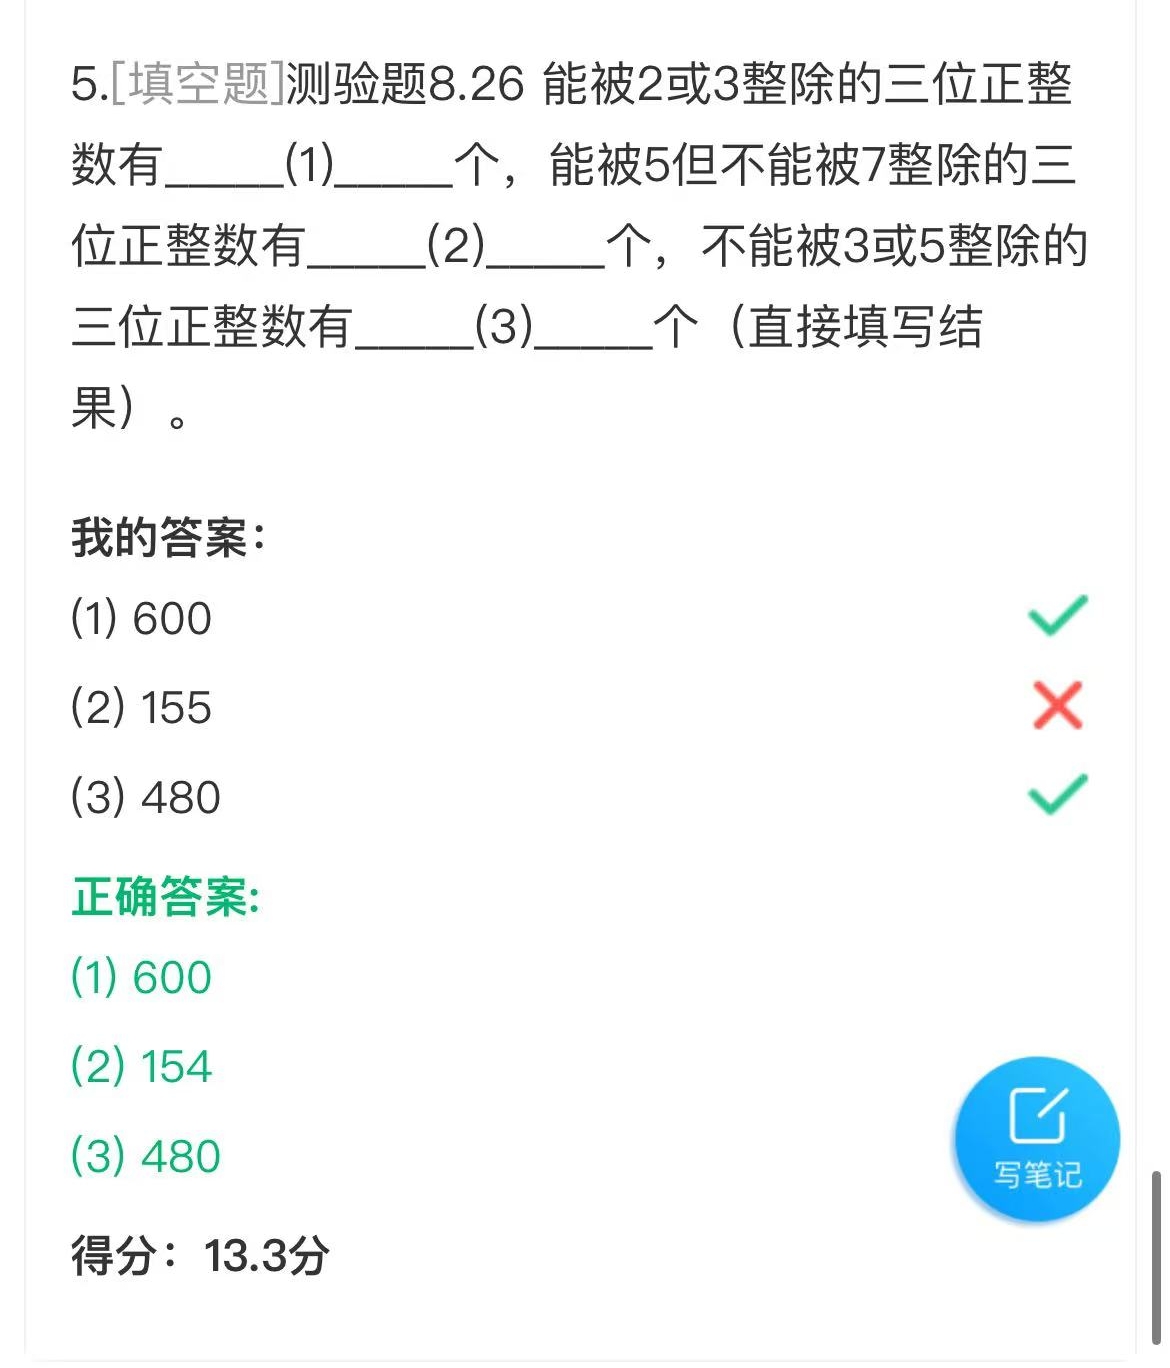 5.[填空题]测验题8.26 能被2或3整除的三位正整
数有_____(1)_____个，能被5但不能被7整除的三
位正整数有_____(2)_____个，不能被3或5整除的
三位正整数有_____(3)_____个（直接填写结
果）。
我的答案：
(1) 600
(2) 155
(3) 480
正确答案:
(1) 600
(2) 154
(3) 480
写笔记
得分：13.3分